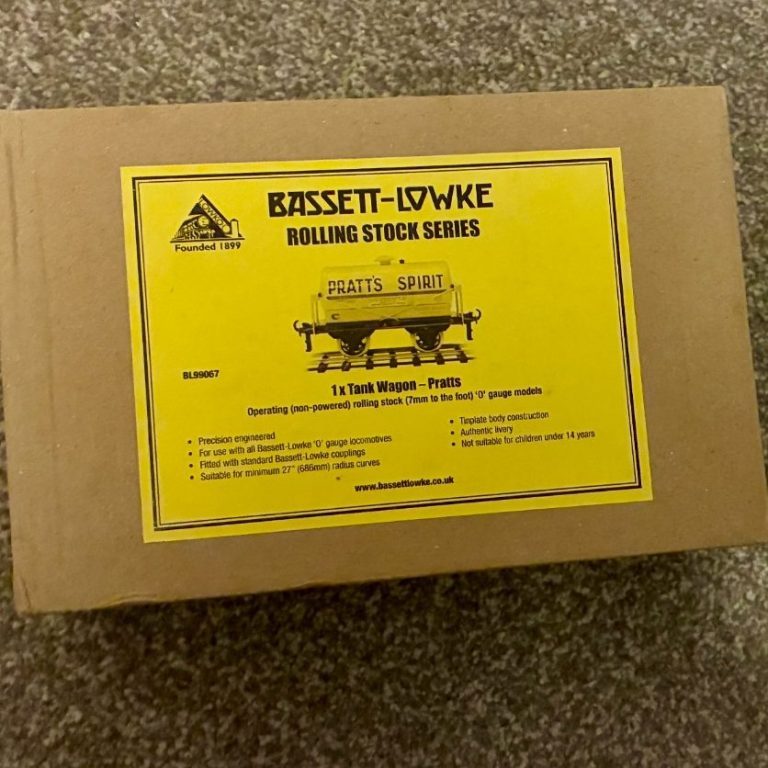 BASSETT-LOWKE
ROLLING STOCK SERIES
LOWKO
Founded 1899
PRATT'S SPIRIT
BL99067
1 x Tank Wagon – Pratts
Operating (non-powered) rolling stock (7mm to the foot) 'O' gauge models
• Precision engineered
• For use with all Bassett-Lowke 'O' gauge locomotives
• Fitted with standard Bassett-Lowke couplings
• Suitable for minimum 27" (686mm) radius curves
• Tinplate body construction
• Authentic livery
• Not suitable for children under 14 years
www.bassettlowke.co.uk